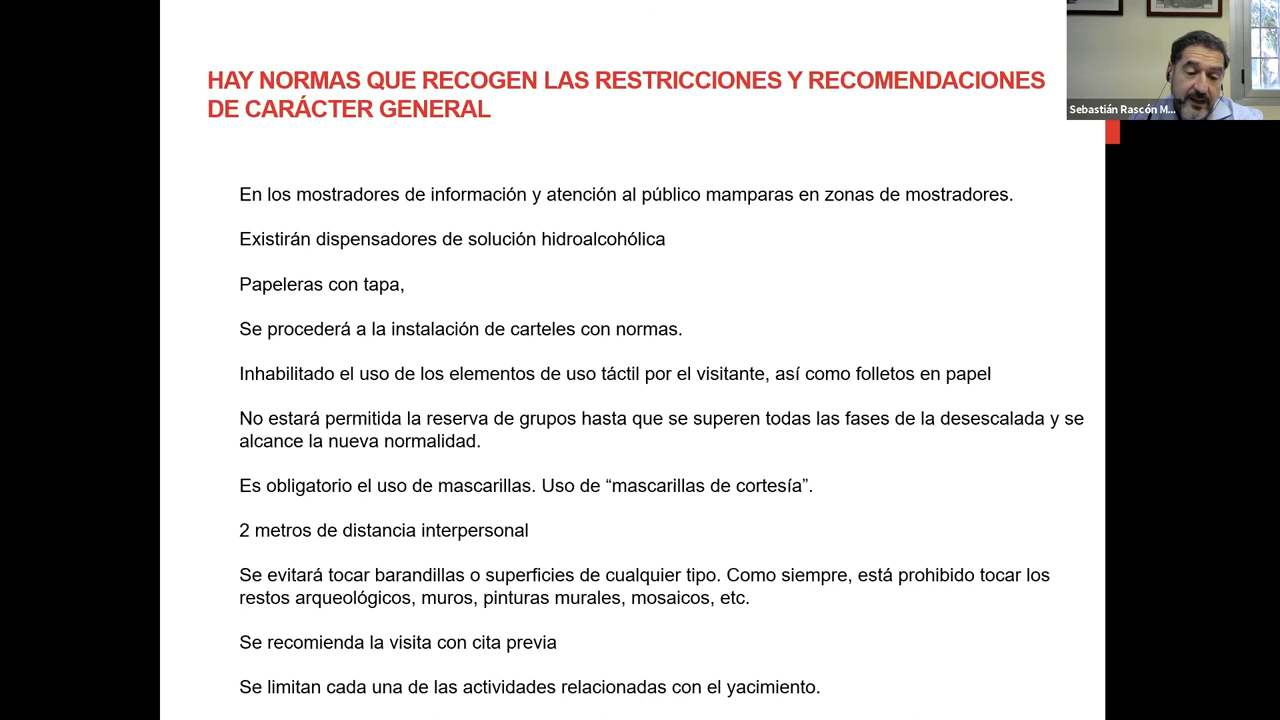 HAY NORMAS QUE RECOGEN LAS RESTRICCIONES Y RECOMENDACIONES
DE CARÁCTER GENERAL
Sebastián Rascón M...
En los mostradores de información y atención al público mamparas en zonas de mostradores.
Existirán dispensadores de solución hidroalcohólica
Papeleras con tapa,
Se procederá a la instalación de carteles con normas.
Inhabilitado el uso de los elementos de uso táctil por el visitante, así como folletos en papel
No estará permitida la reserva de grupos hasta que se superen todas las fases de la desescalada y se
alcance la nueva normalidad.
Es obligatorio el uso de mascarillas. Uso de “mascarillas de cortesía”.
2 metros de distancia interpersonal
Se evitará tocar barandillas o superficies de cualquier tipo. Como siempre, está prohibido tocar los
restos arqueológicos, muros, pinturas murales, mosaicos, etc.
Se recomienda la visita con cita previa
Se limitan cada una de las actividades relacionadas con el yacimiento.